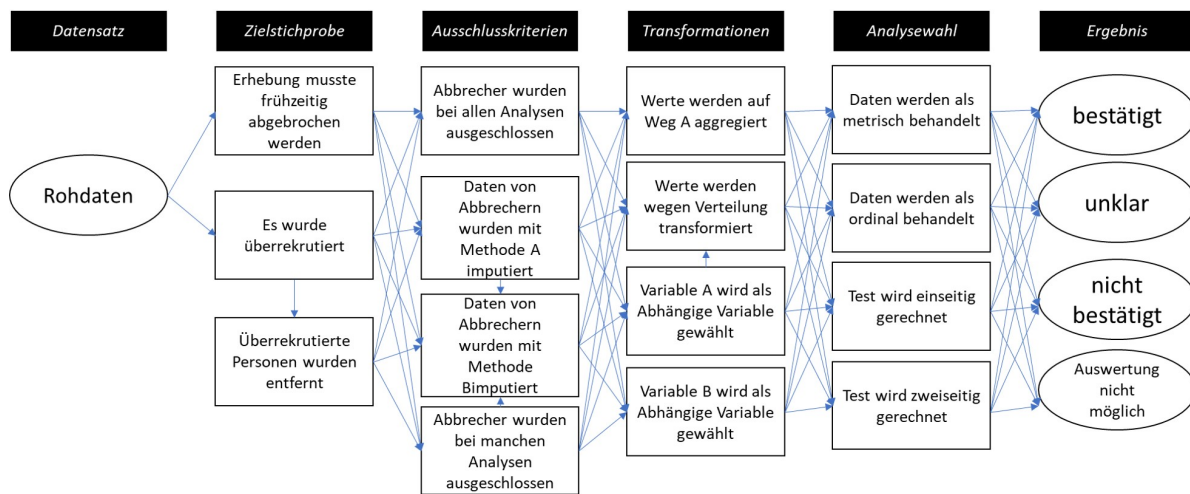 Datensatz
Zielstichprobe
Ausschlusskriterien
Transformationen
Analysewahl
Ergebnis
Rohdaten
Erhebung musste
frühzeitig
abgebrochen
werden
Es wurde
überrekrutiert
Überrekrutierte
Personen wurden
entfernt
Abbrecher wurden
bei allen Analysen
ausgeschlossen
Daten von
Abbrechern
wurden mit
Methode A
imputiert
Daten von
Abbrechern
wurden mit
Methode
Bimputiert
Abbrecher wurden
bei manchen
Analysen
ausgeschlossen
Werte werden auf
Weg A aggregiert
Werte werden
wegen Verteilung
transformiert
Variable A wird als
Abhängige Variable
gewählt
Variable B wird als
Abhängige Variable
gewählt
Daten werden als
metrisch behandelt
Daten werden als
ordinal behandelt
Test wird einseitig
gerechnet
Test wird zweiseitig
gerechnet
bestätigt
unklar
nicht
bestätigt
Auswertung
nicht
möglich